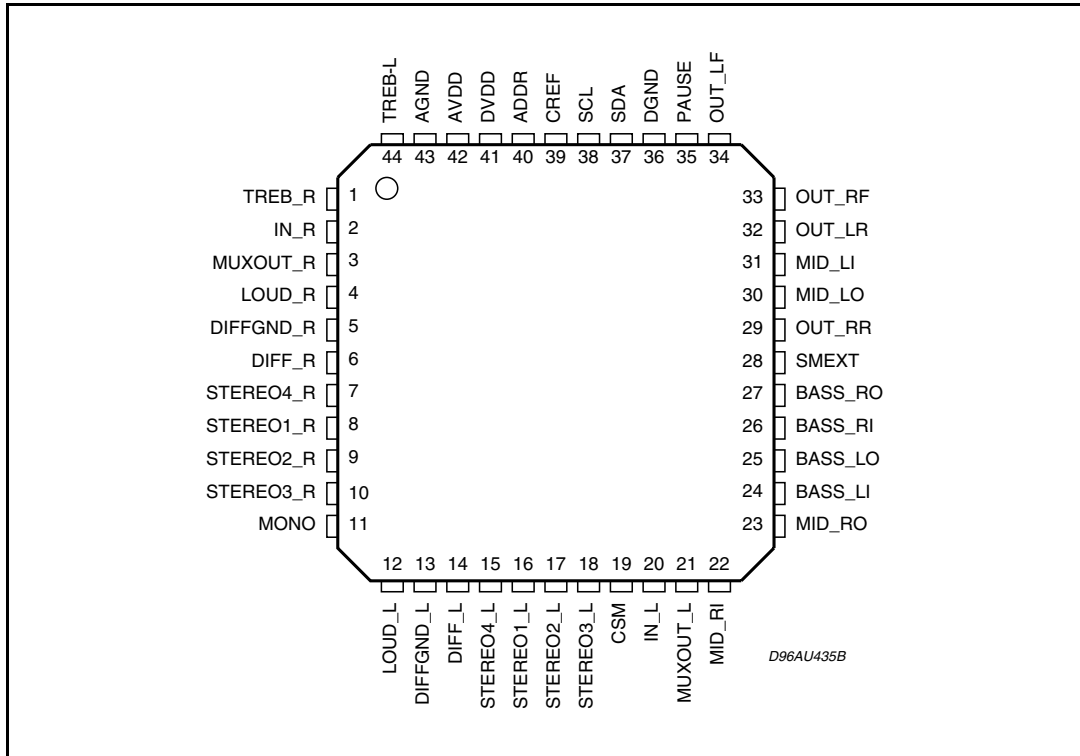 TREB-L
AGND
AVDD
DVDD
ADDR
CREF
SCL
SDA
DGND
PAUSE
OUT_LF
44 43 42 41 40 39 38 37 36 35 34
TREB_R 1
IN_R 2
MUXOUT_R 3
LOUD_R 4
DIFFGND_R 5
DIFF_R 6
STEREO4_R 7
STEREO1_R 8
STEREO2_R 9
STEREO3_R 10
MONO 11
33 OUT_RF
32 OUT_LR
31 MID_LI
30 MID_LO
29 OUT_RR
28 SMEXT
27 BASS_RO
26 BASS_RI
25 BASS_LO
24 BASS_LI
23 MID_RO
12 13 14 15 16 17 18 19 20 21 22
LOUD_L
DIFFGND_L
DIFF_L
STEREO4_L
STEREO1_L
STEREO2_L
STEREO3_L
CSM
IN_L
MUXOUT_L
MID_RI
D96AU435B